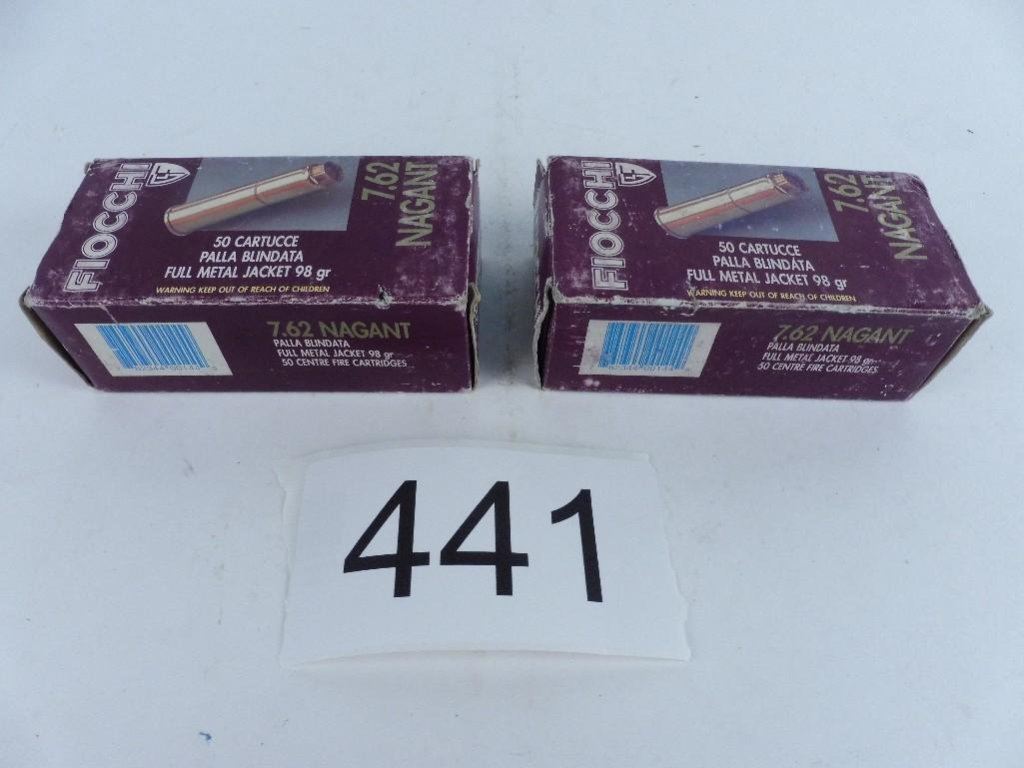 FIOCCHI
7.62
NAGANT
50 CARTUCCE
PALLA BLINDATA
FULL METAL JACKET 98 gr
WARNING KEEP OUT OF REACH OF CHILDREN
7.62 NAGANT
PALLA BLINDATA
FULL METAL JACKET 98 gr
50 CENTRE FIRE CARTRIDGES
FIOCCHI
7.62
NAGANT
50 CARTUCCE
PALLA BLINDATA
FULL METAL JACKET 98 gr
WARNING KEEP OUT OF REACH OF CHILDREN
7.62 NAGANT
PALLA BLINDATA
FULL METAL JACKET 98 gr
50 CENTRE FIRE CARTRIDGES
441